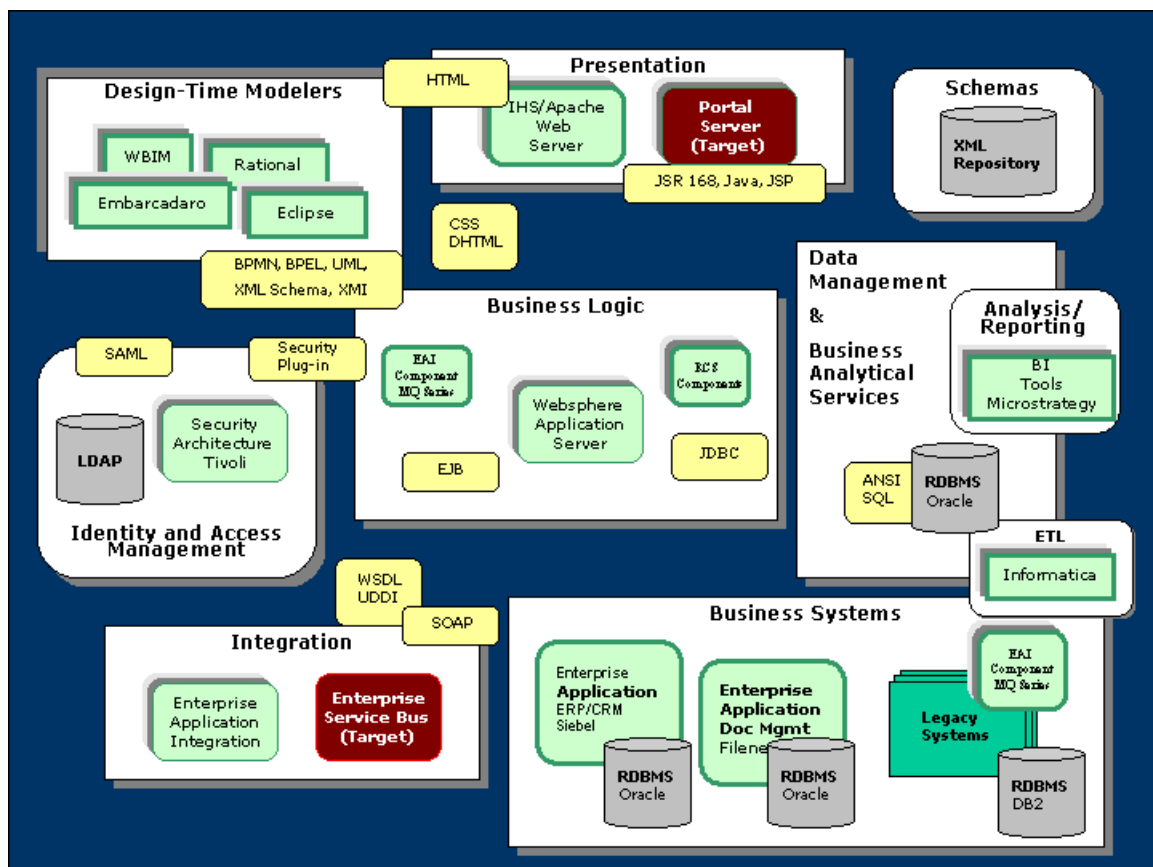 Design-Time Modelers
WBIM
Rational
Embarcadaro
Eclipse
BPMN, BPEL, UML,
XML Schema, XMI
HTML
Presentation
IHS/Apache
Web
Server
Portal
Server
(Target)
JSR 168, Java, JSP
CSS
DHTML
Schemas
XML
Repository
Data
Management
&
Business
Analytical
Services
Analysis/
Reporting
BI
Tools
Microstrategy
ANSI
SQL
RDBMS
Oracle
ETL
Informatica
Business Logic
EAI
Component
MQ Series
Websphere
Application
Server
RCS
Components
EJB
JDBC
SAML
Security
Plug-in
LDAP
Security
Architecture
Tivoli
Identity and Access
Management
WSDL
UDDI
SOAP
Integration
Enterprise
Application
Integration
Enterprise
Service Bus
(Target)
Business Systems
Enterprise
Application
ERP/CRM
Siebel
RDBMS
Oracle
Enterprise
Application
Doc Mgmt
Filene
RDBMS
Oracle
Legacy
Systems
EAI
Component
MQ Series
RDBMS
DB2